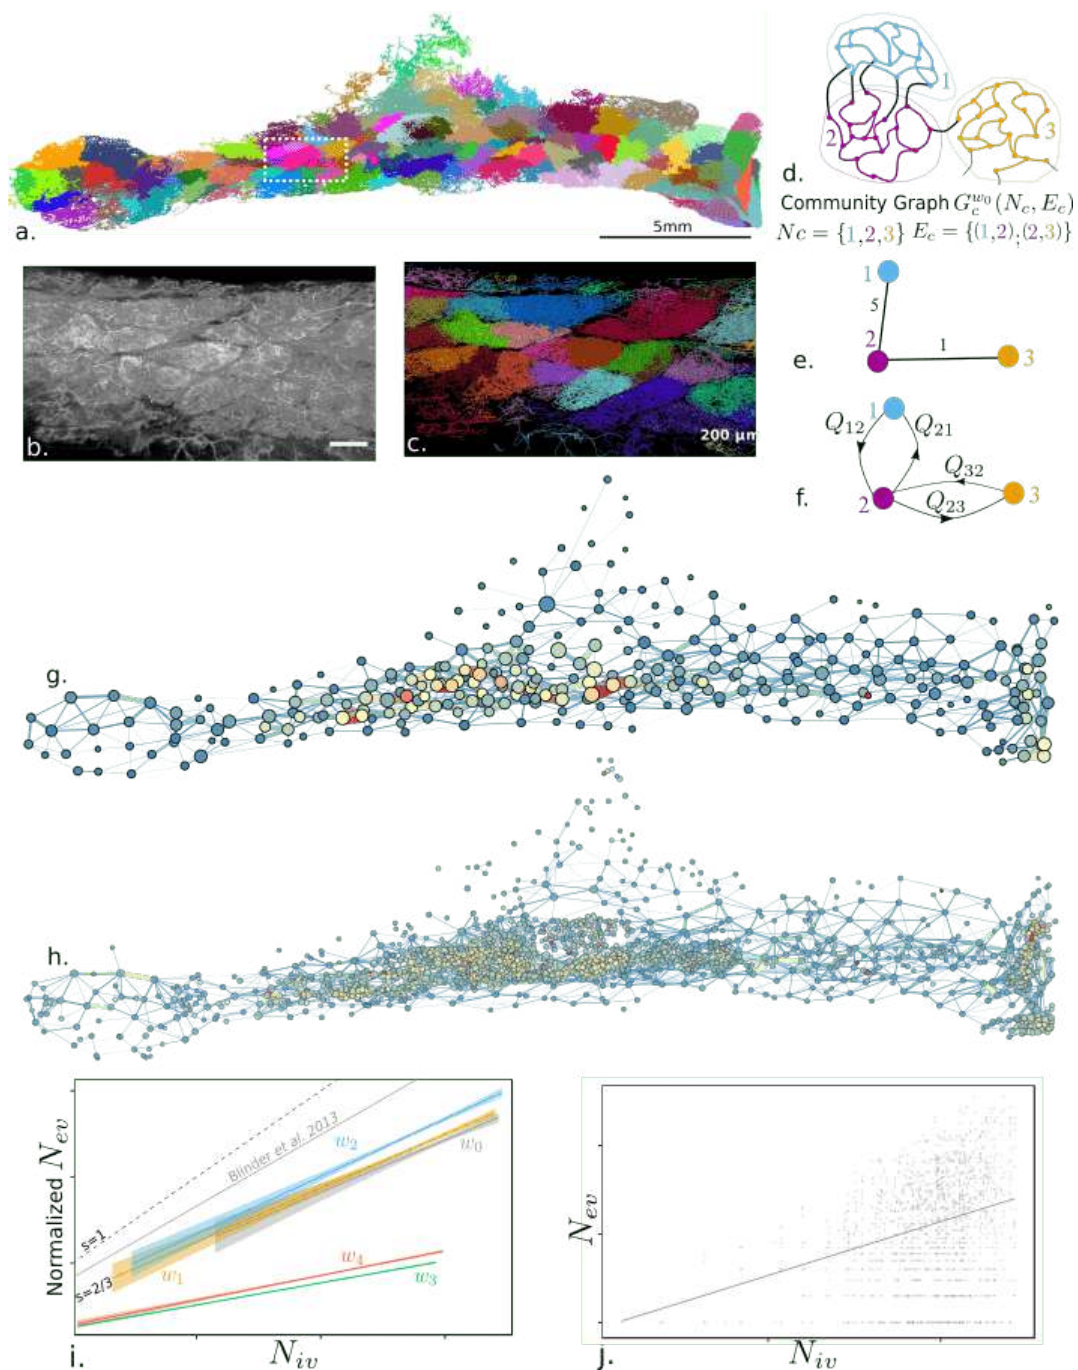 a.
5mm
1
2
3
d.
Community Graph G_c^{w_0}(N_c, E_c)
Nc = {1,2,3} E_c = {(1,2);(2,3)}
b.
c.
200 µm
1
5
2
1
3
e.
1
Q_{12}
Q_{21}
Q_{32}
2
Q_{23}
3
f.
g.
h.
Normalized N_{ev}
Blinder et al. 2013
w_2
w_0
s=1
s=2/3
w_1
w_4
w_3
i.
N_{iv}
N_{ev}
j.
N_{iv}